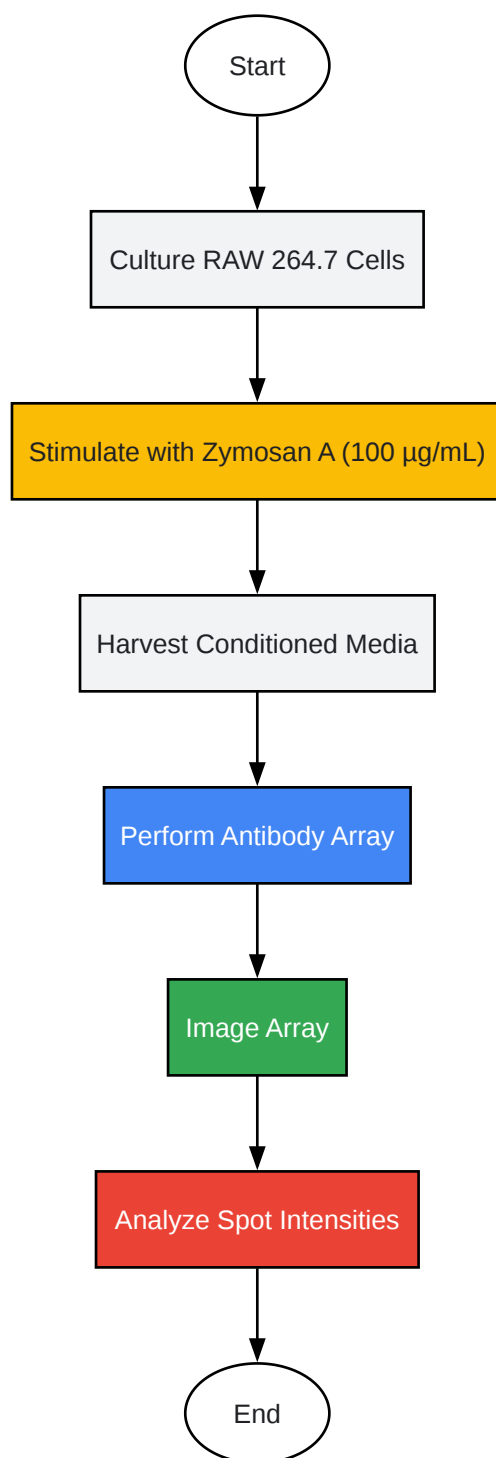 Start
Culture RAW 264.7 Cells
Stimulate with Zymosan A (100 µg/mL)
Harvest Conditioned Media
Perform Antibody Array
Image Array
Analyze Spot Intensities
End